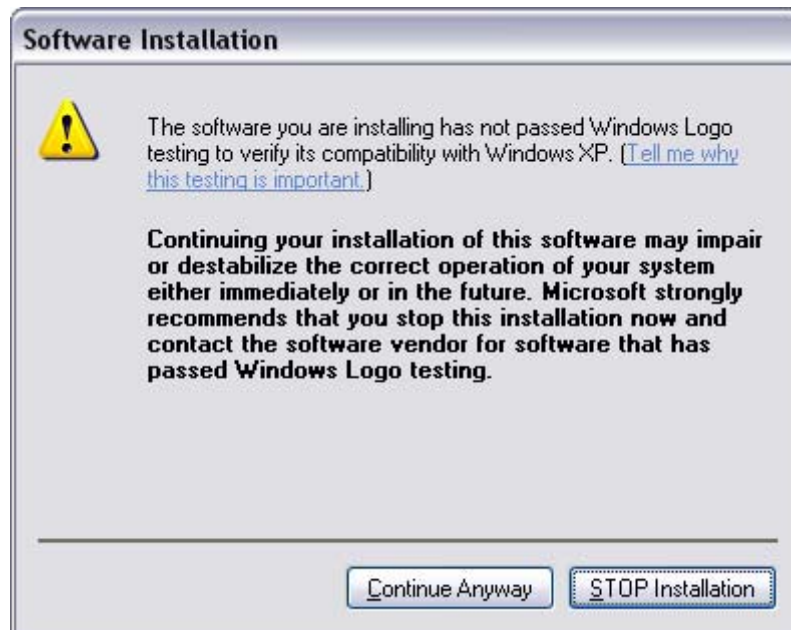 Software Installation
The software you are installing has not passed Windows Logo
testing to verify its compatibility with Windows XP. (Tell me why
this testing is important.)
Continuing your installation of this software may impair
or destabilize the correct operation of your system
either immediately or in the future. Microsoft strongly
recommends that you stop this installation now and
contact the software vendor for software that has
passed Windows Logo testing.
Continue Anyway
STOP Installation